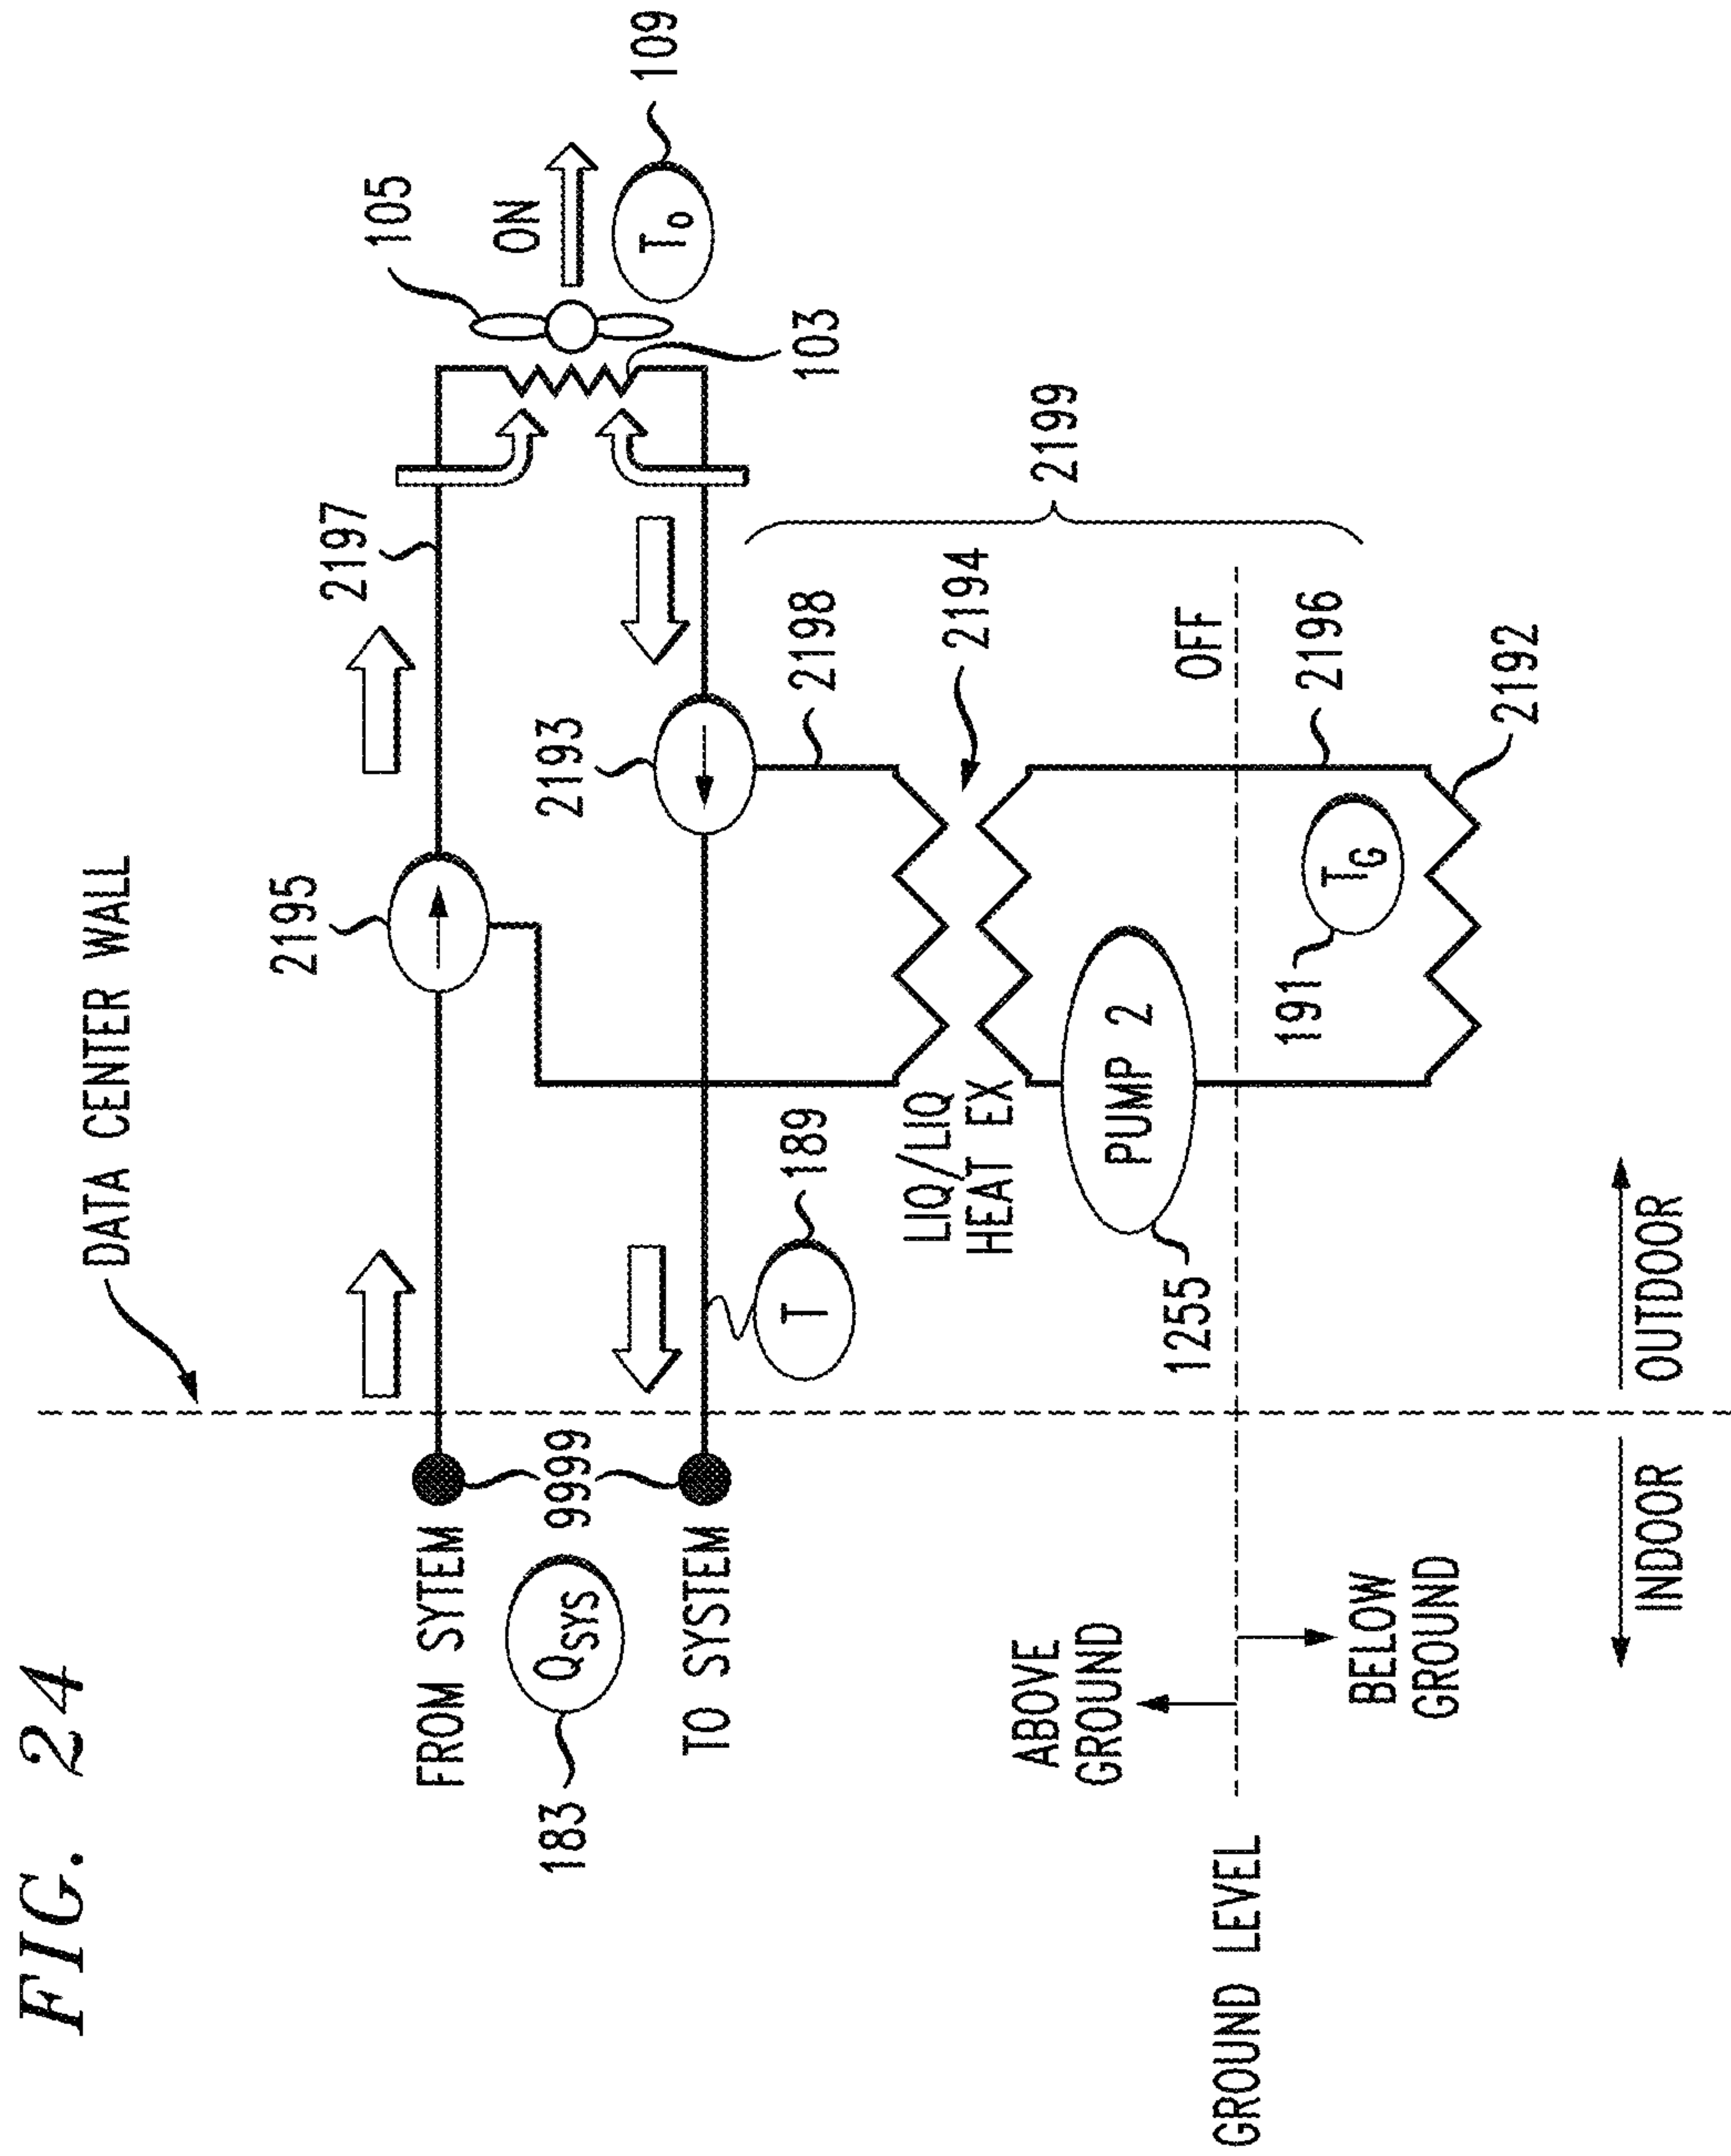 FIG. 24
DATA CENTER WALL
2195
2197
105
ON
109
T0
103
FROM SYTEM
9999
QSYS
183
TO SYSTEM
T
189
2193
2198
2199
2194
LIQ/LIQ
HEAT EX
PUMP 2
1255
OFF
2196
TG
191
2192
ABOVE
GROUND
GROUND LEVEL
BELOW
GROUND
INDOOR
OUTDOOR